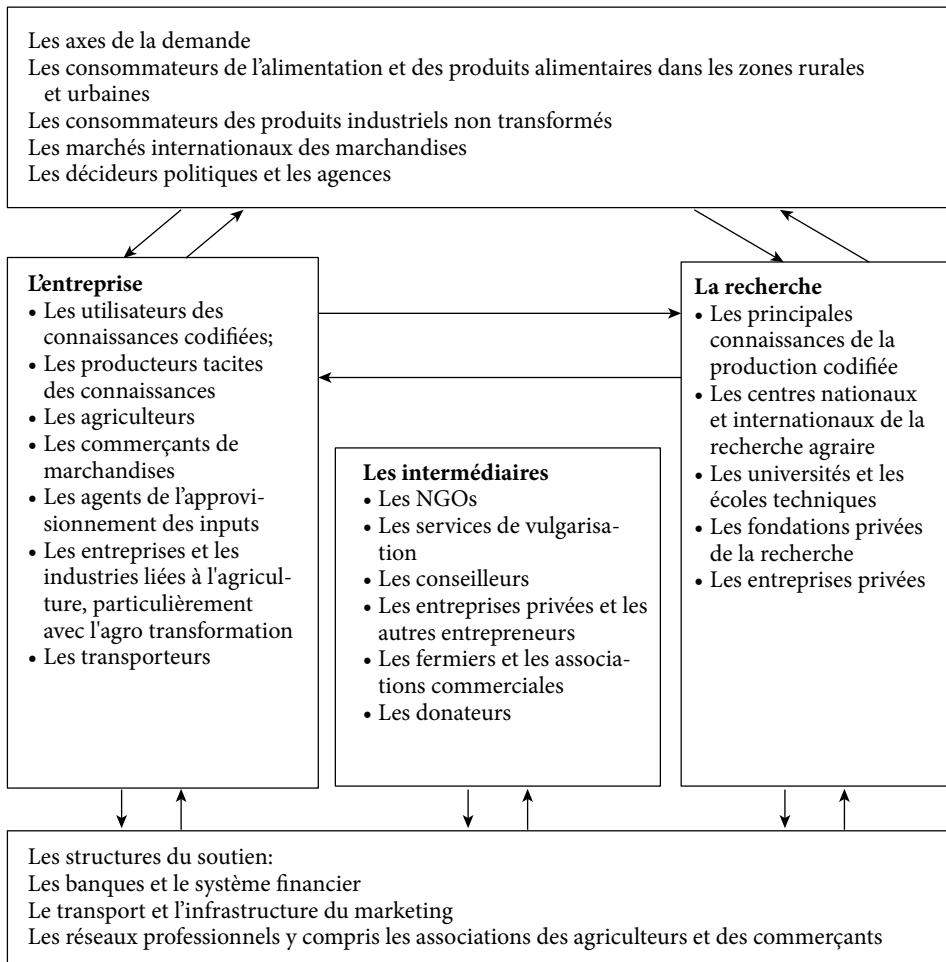 Les axes de la demande
Les consommateurs de l'alimentation et des produits alimentaires dans les zones rurales
et urbaines
Les consommateurs des produits industriels non transformés
Les marchés internationaux des marchandises
Les décideurs politiques et les agences
L'entreprise
• Les utilisateurs des
connaissances codifiées;
• Les producteurs tacites
des connaissances
• Les agriculteurs
• Les commerçants de
marchandises
• Les agents de l'approvi-
sionnement des inputs
• Les entreprises et les
industries liées à l'agricul-
ture, particulièrement
avec l'agro transformation
• Les transporteurs
Les intermédiaires
• Les NGOs
• Les services de vulgarisa-
tion
• Les conseilleurs
• Les entreprises privées et les
autres entrepreneurs
• Les fermiers et les associa-
tions commerciales
• Les donateurs
La recherche
• Les principales
connaissances de la
production codifiée
• Les centres nationaux
et internationaux de la
recherche agraire
• Les universités et les
écoles techniques
• Les fondations privées
de la recherche
• Les entreprises privées
Les structures du soutien:
Les banques et le système financier
Le transport et l'infrastructure du marketing
Les réseaux professionnels y compris les associations des agriculteurs et des commerçants